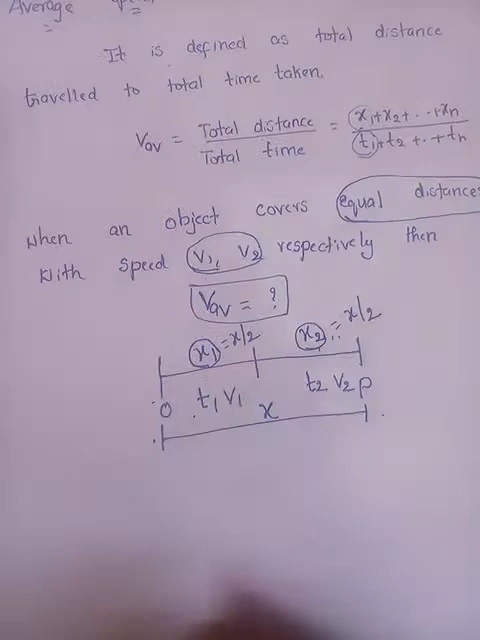 Average
It is defined as total distance
travelled to total time taken.
Vav = Total distance / Total time = x1+x2+...+xn / t1+t2+..+tn
When an object covers equal distances
with speed V1, V2 respectively then
Vav = ?
x1 = x/2 x2 = x/2
O t1 V1 t2 V2 P
x